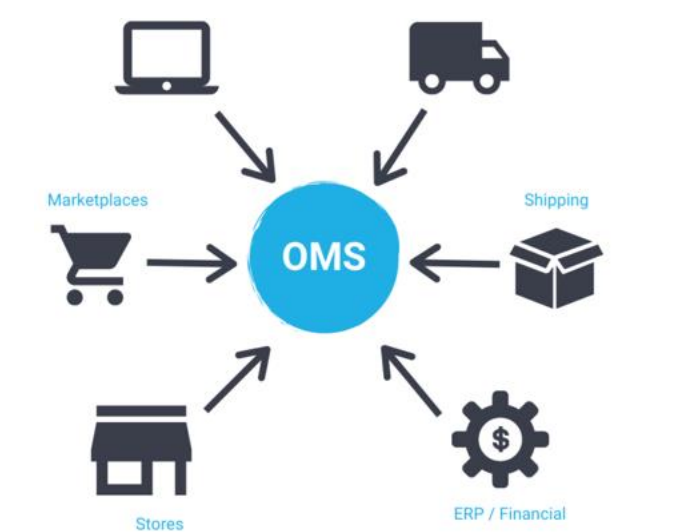 Marketplaces
Shipping
OMS
$
Stores
ERP / Financial